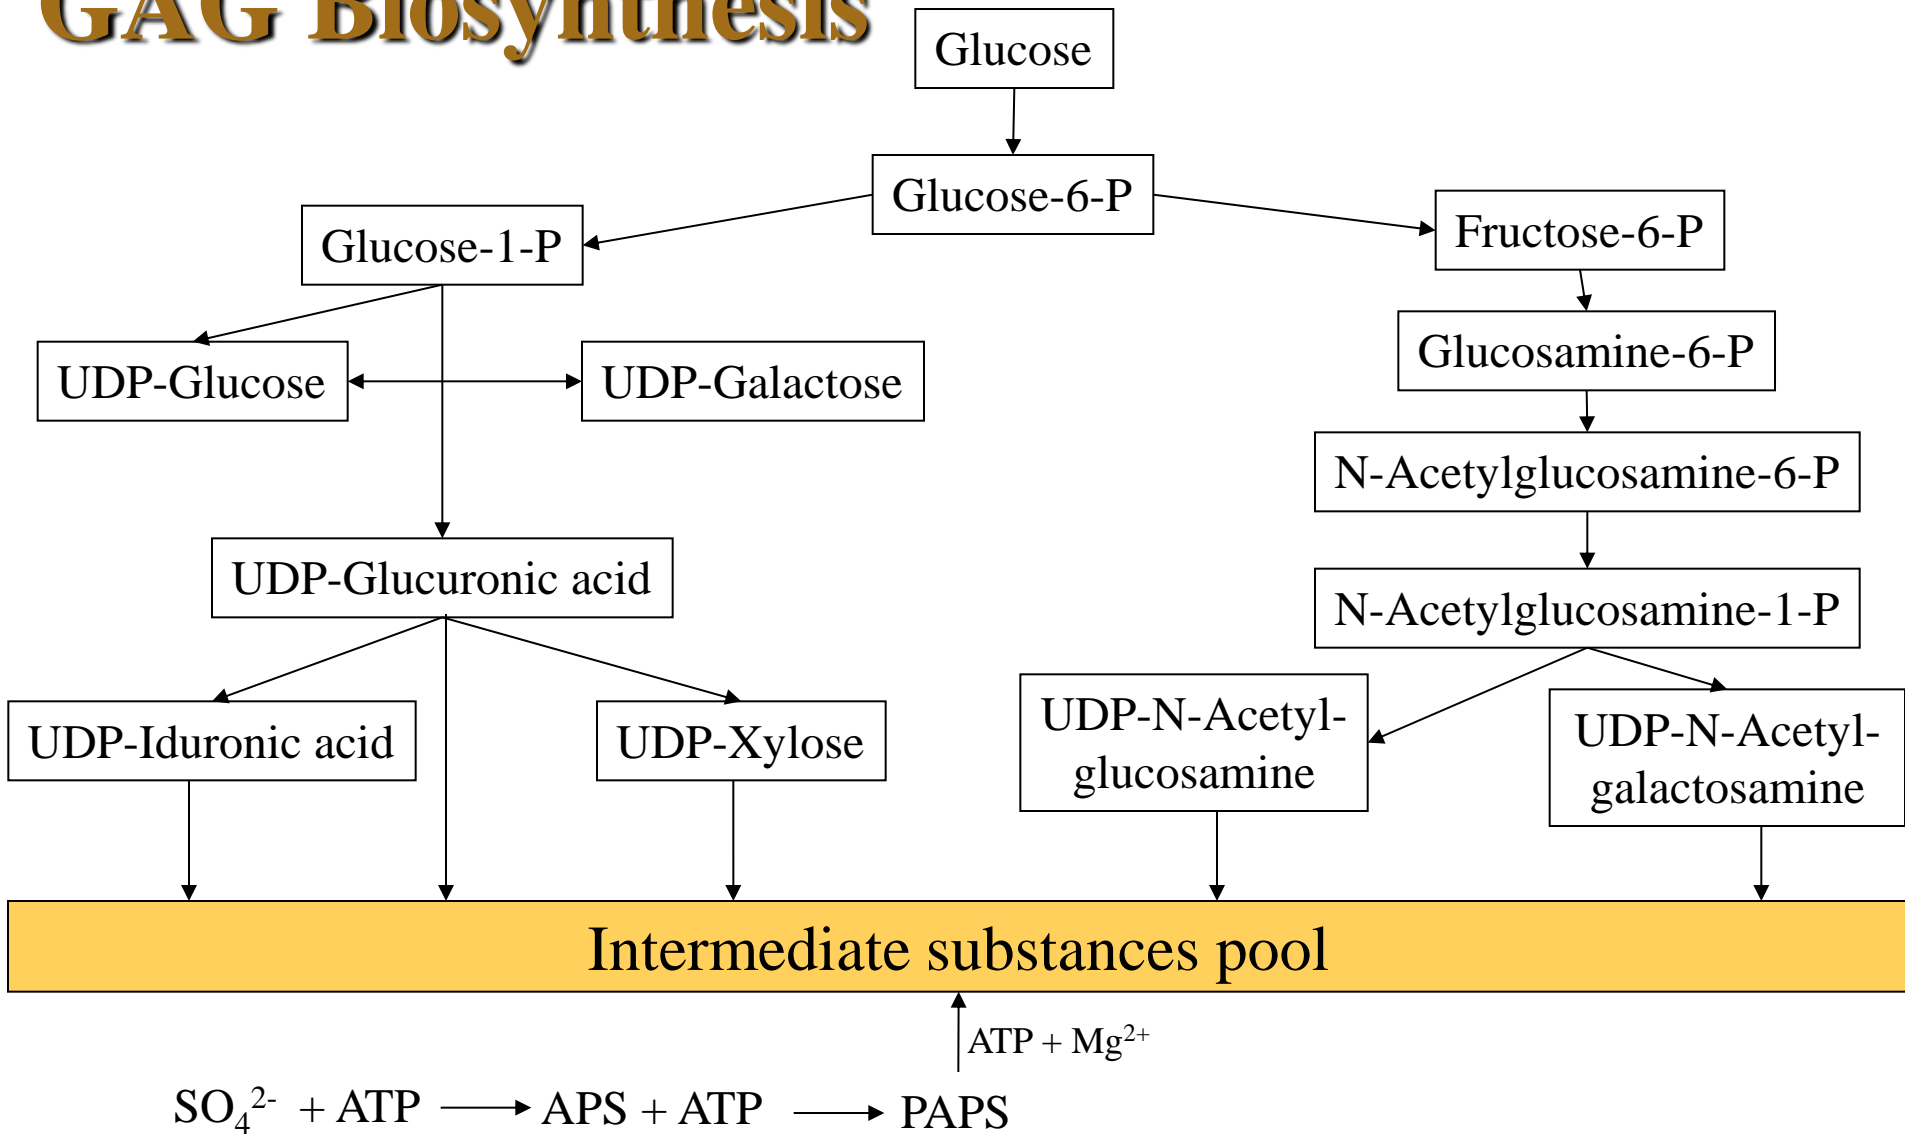 GAG Biosynthesis
Glucose
Glucose-6-P
Glucose-1-P
Fructose-6-P
UDP-Glucose
UDP-Galactose
Glucosamine-6-P
N-Acetylglucosamine-6-P
UDP-Glucuronic acid
N-Acetylglucosamine-1-P
UDP-Iduronic acid
UDP-Xylose
UDP-N-Acetyl-
glucosamine
UDP-N-Acetyl-
galactosamine
Intermediate substances pool
ATP + Mg²⁺
SO₄²⁻ + ATP → APS + ATP → PAPS